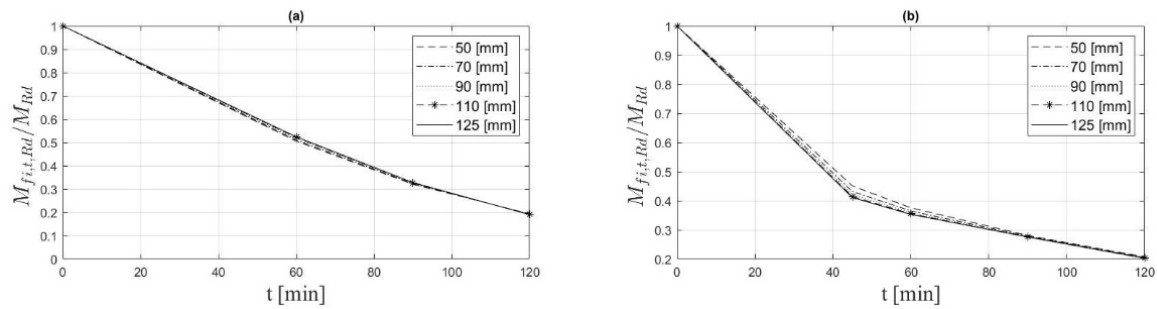 (a)
1
0.9
0.8
0.7
0.6
0.5
0.4
0.3
0.2
0.1
0
M_{fi,t,Rd}/M_{Rd}
50 [mm]
70 [mm]
90 [mm]
110 [mm]
125 [mm]
0 20 40 60 80 100 120
t [min]
(b)
1
0.9
0.8
0.7
0.6
0.5
0.4
0.3
0.2
M_{fi,t,Rd}/M_{Rd}
50 [mm]
70 [mm]
90 [mm]
110 [mm]
125 [mm]
0 20 40 60 80 100 120
t [min]